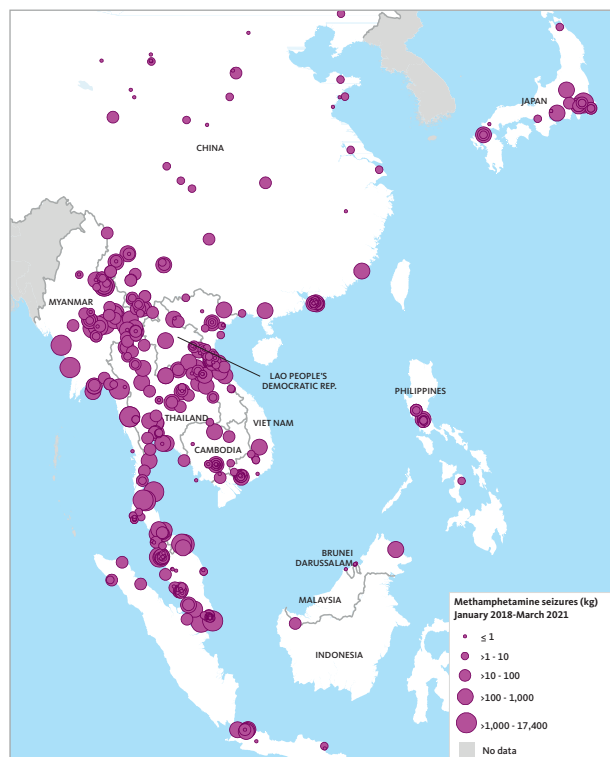 JAPAN
CHINA
MYANMAR
LAO PEOPLE'S
DEMOCRATIC REP.
PHILIPPINES
THAILAND
VIET NAM
CAMBODIA
BRUNEI
DARUSSALAM
MALAYSIA
INDONESIA
Methamphetamine seizures (kg)
January 2018-March 2021
≤ 1
>1 - 10
>10 - 100
>100 - 1,000
>1,000 - 17,400
No data